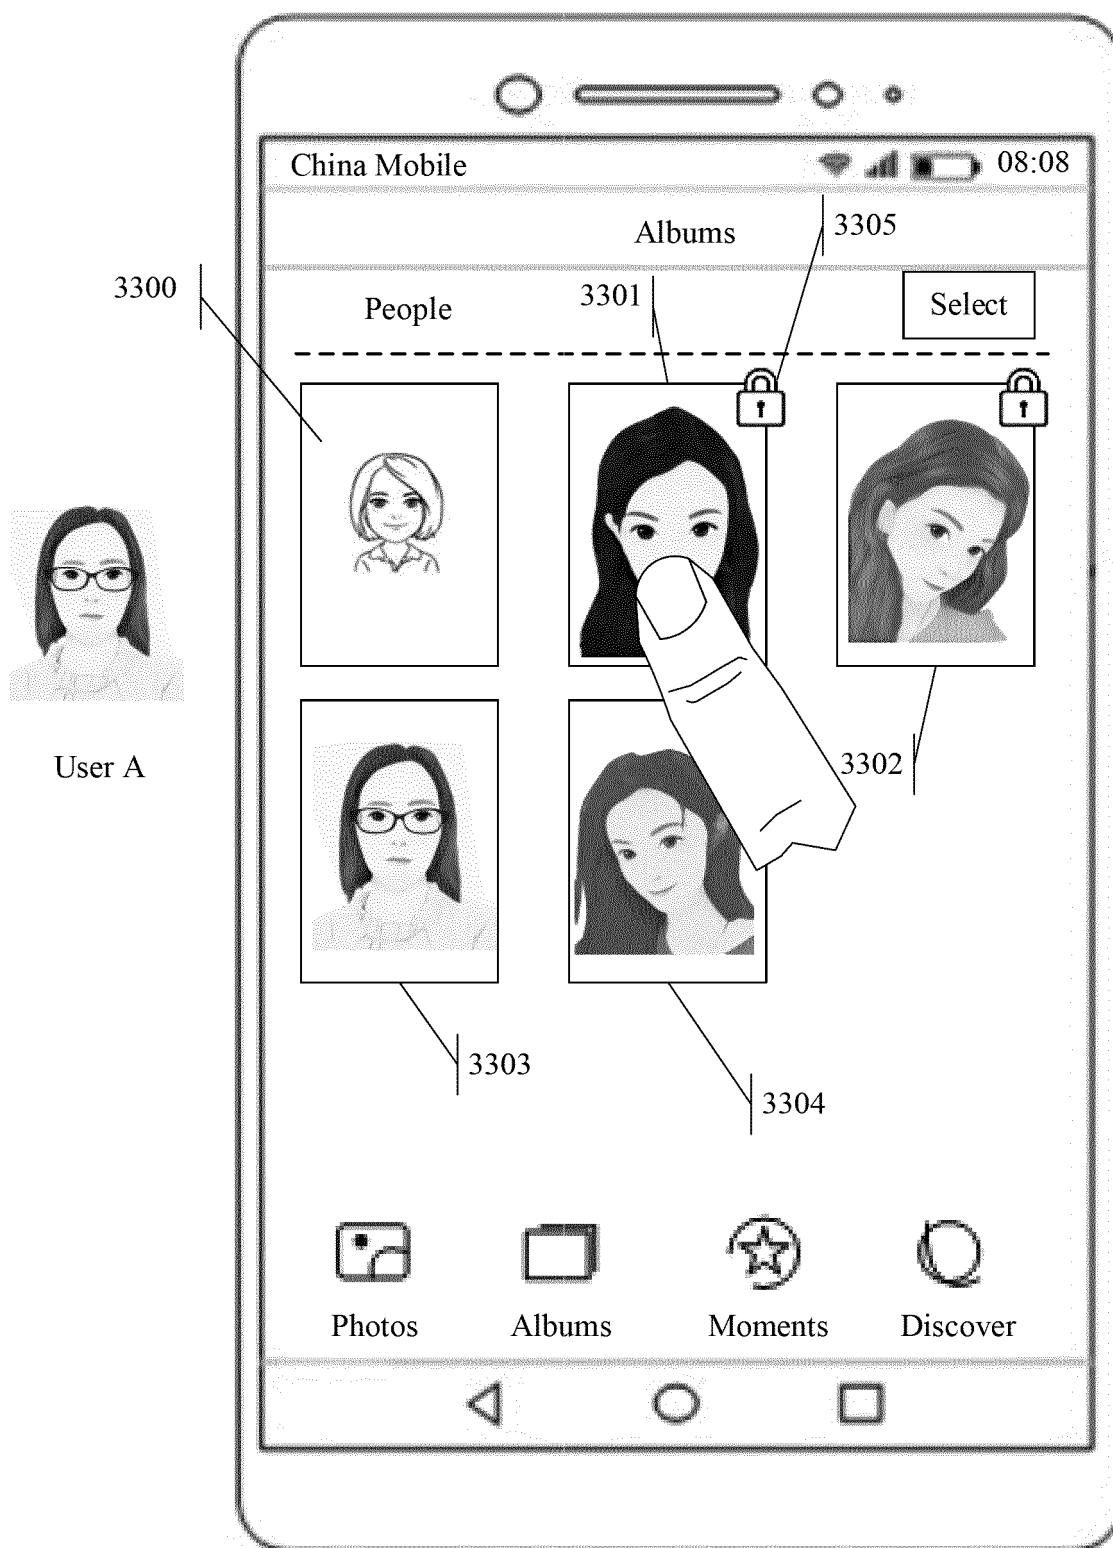 China Mobile 08:08
Albums 3305
3300 People 3301 Select
User A
3302
3303
3304
Photos Albums Moments Discover